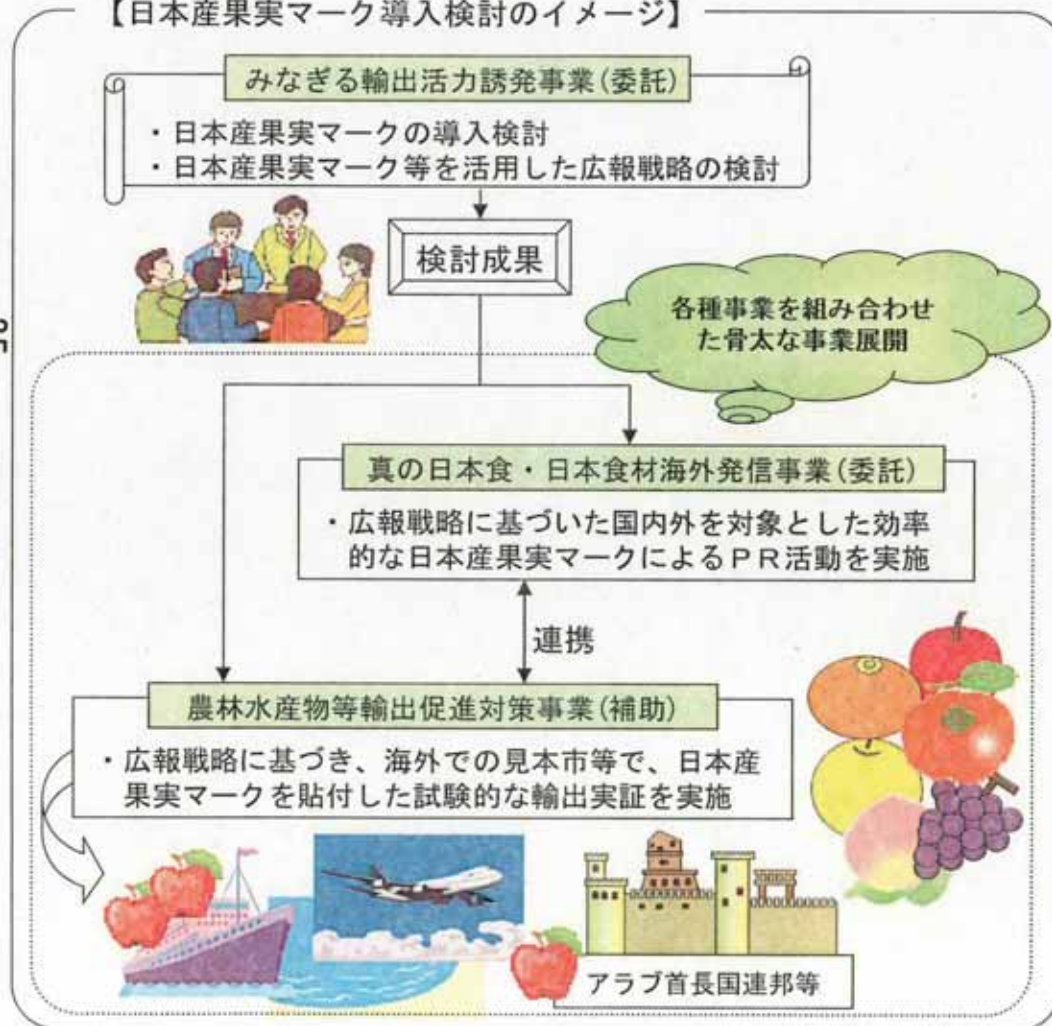 【日本産果実マーク導入検討のイメージ】
みなぎる輸出活力誘発事業(委託)
・日本産果実マークの導入検討
・日本産果実マーク等を活用した広報戦略の検討
検討成果
各種事業を組み合わせ
た骨太な事業展開
真の日本食・日本食材海外発信事業(委託)
・広報戦略に基づいた国内外を対象とした効率
的な日本産果実マークによるPR活動を実施
連携
農林水産物等輸出促進対策事業(補助)
・広報戦略に基づき、海外での見本市等で、日本産
果実マークを貼付した試験的な輸出実証を実施
アラブ首長国連邦等